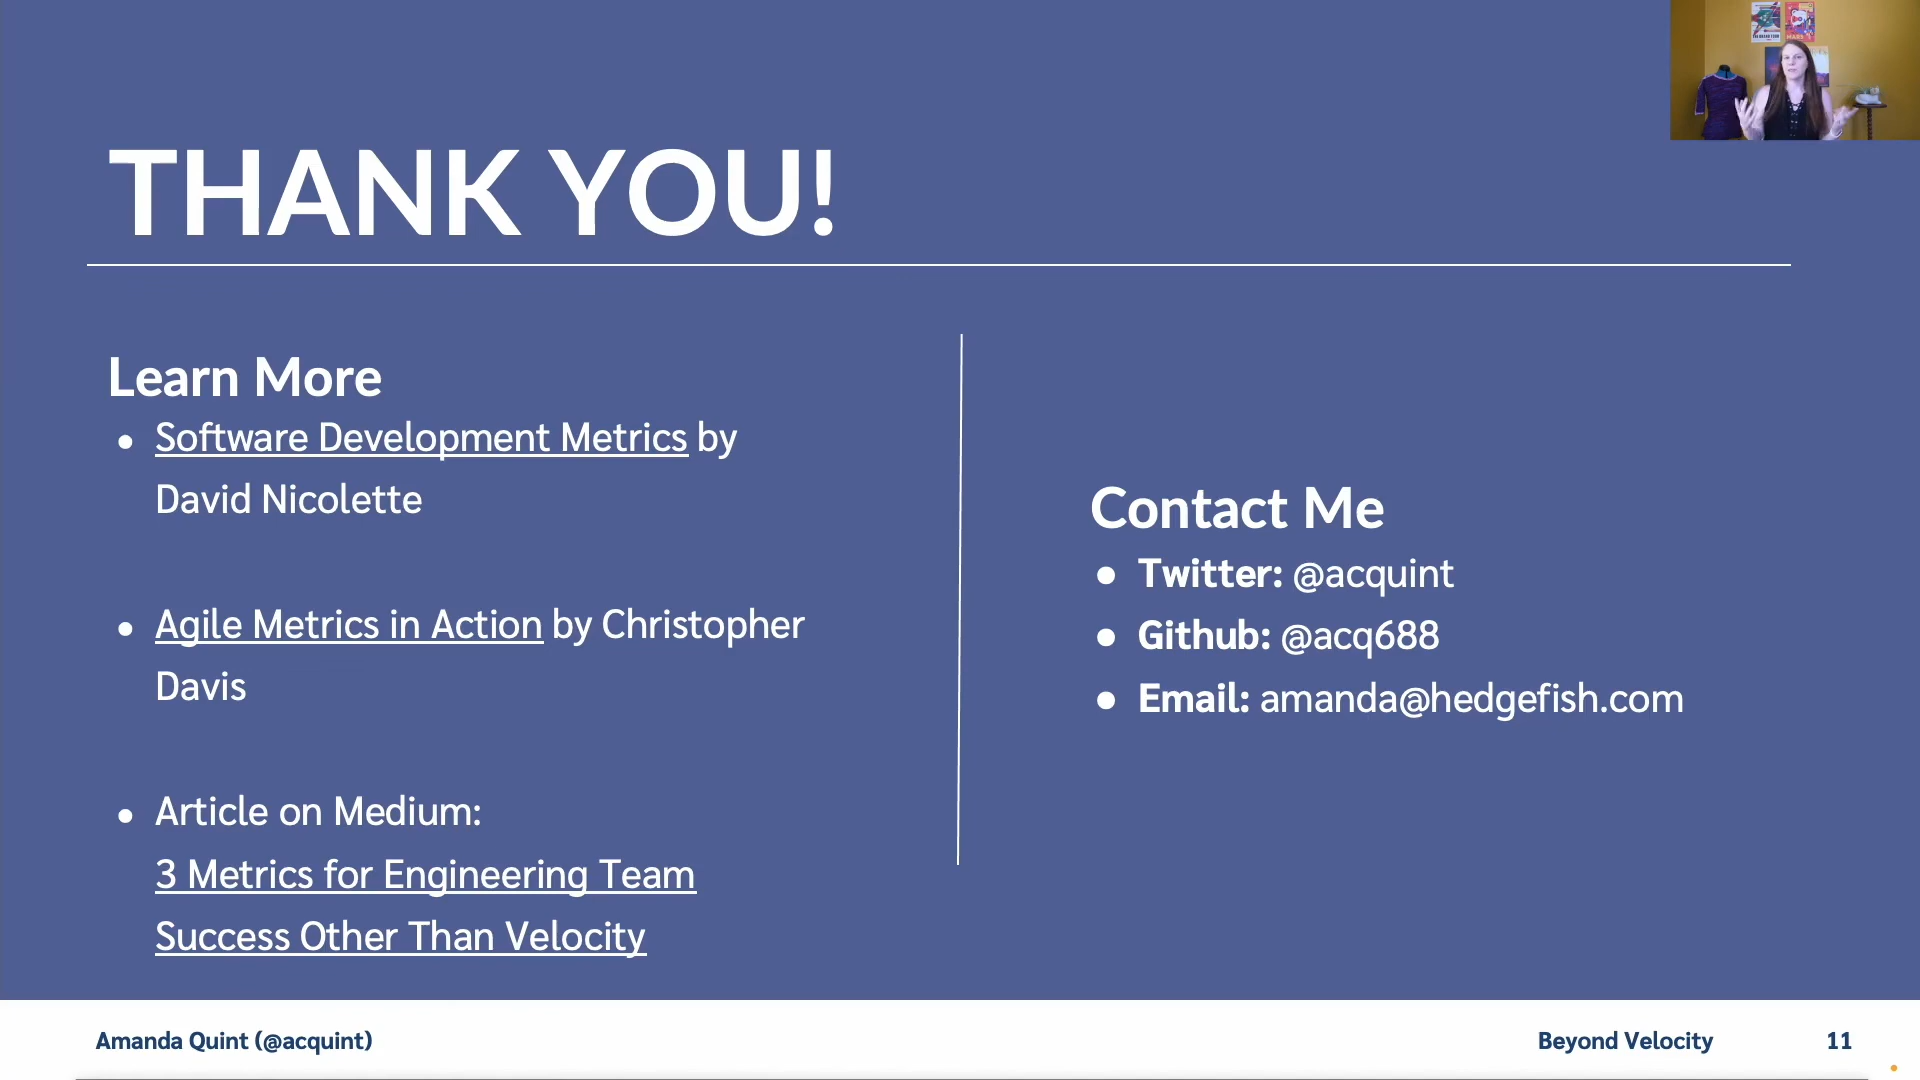 THANK YOU!
Learn More
• Software Development Metrics by
David Nicolette
• Agile Metrics in Action by Christopher
Davis
• Article on Medium:
3 Metrics for Engineering Team
Success Other Than Velocity
Contact Me
• Twitter: @acquint
• Github: @acq688
• Email: amanda@hedgefish.com
Amanda Quint (@acquint)
Beyond Velocity
11